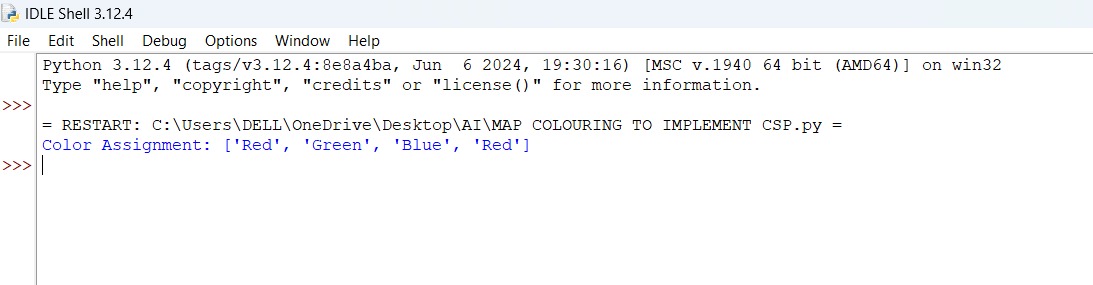 IDLE Shell 3.12.4
File Edit Shell Debug Options Window Help
Python 3.12.4 (tags/v3.12.4:8e8a4ba, Jun  6 2024, 19:30:16) [MSC v.1940 64 bit (AMD64)] on win32
Type "help", "copyright", "credits" or "license()" for more information.
>>>
= RESTART: C:\Users\DELL\OneDrive\Desktop\AI\MAP COLOURING TO IMPLEMENT CSP.py =
Color Assignment: ['Red', 'Green', 'Blue', 'Red']
>>>